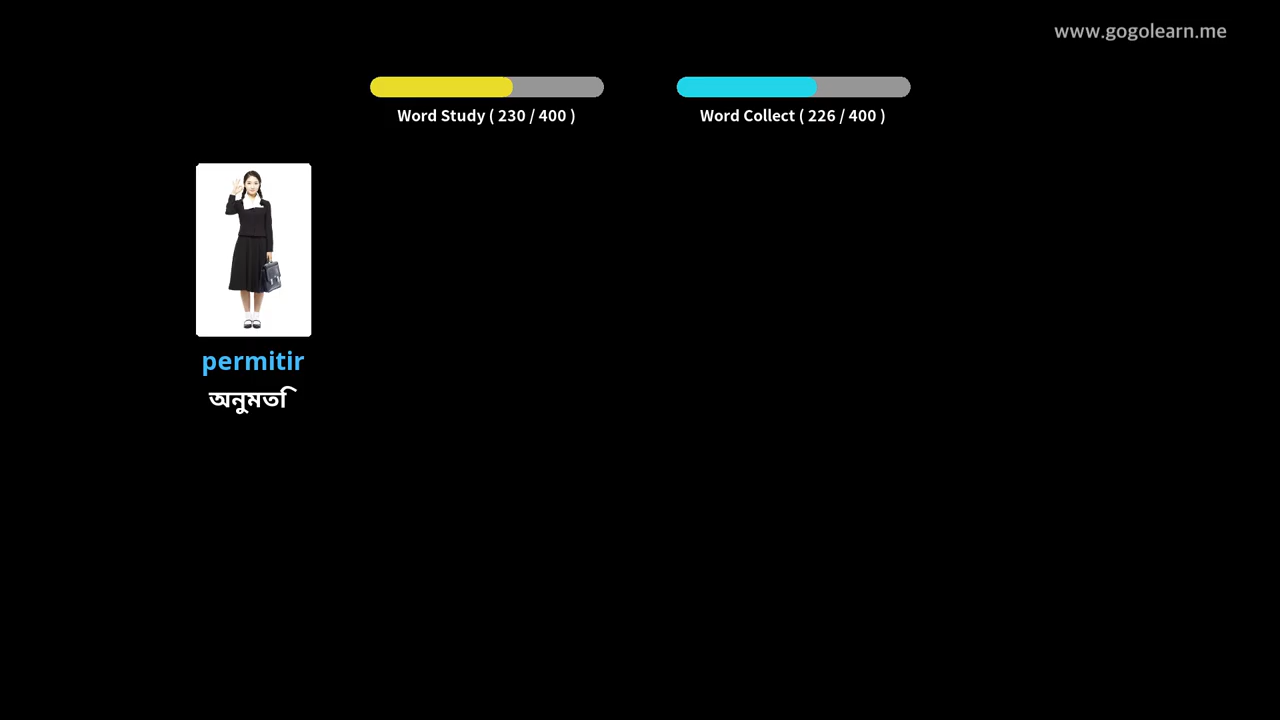 www.gogolearn.me
Word Study ( 230 / 400 )
Word Collect ( 226 / 400 )
permitir
অনুমতি